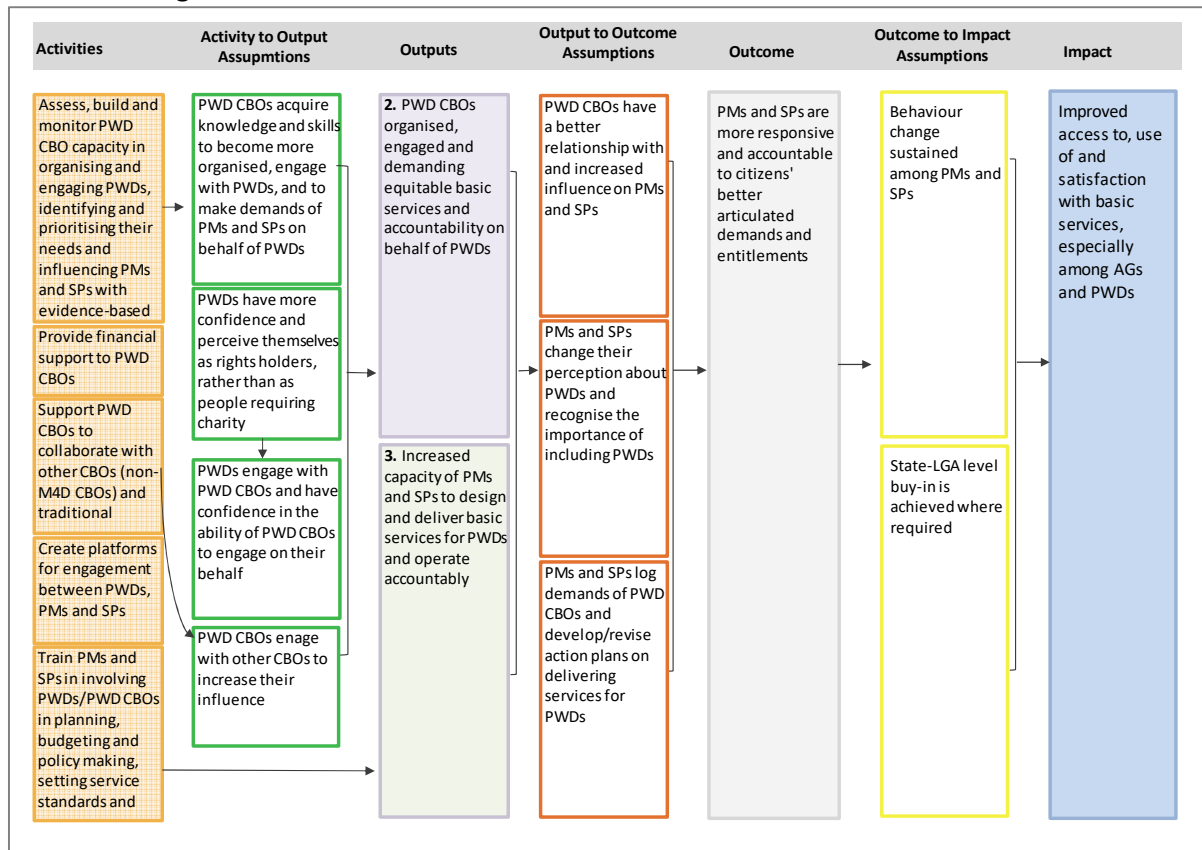 Activities
Activity to Output
Assupmtions
Outputs
Output to Outcome
Assumptions
Outcome
Outcome to Impact
Assumptions
Impact
Assess, build and
monitor PWD
CBO capacity in
organising and
engaging PWDs,
identifying and
prioritising their
needs and
influencing PMs
and SPs with
evidence-based
Provide financial
support to PWD
CBOs
Support PWD
CBOs to
collaborate with
other CBOs (non-
M4D CBOs) and
traditional
Create platforms
for engagement
between PWDs,
PMs and SPs
Train PMs and
SPs in involving
PWDs/PWD CBOs
in planning,
budgeting and
policy making,
setting service
standards and
PWD CBOs acquire
knowledge and skills
to become more
organised, engage
with PWDs, and to
make demands of
PMs and SPs on
behalf of PWDs
PWDs have more
confidence and
perceive themselves
as rights holders,
rather than as
people requiring
charity
PWDs engage with
PWD CBOs and have
confidence in the
ability of PWD CBOs
to engage on their
behalf
PWD CBOs enage
with other CBOs to
increase their
influence
2. PWD CBOs
organised,
engaged and
demanding
equitable basic
services and
accountability on
behalf of PWDs
3. Increased
capacity of PMs
and SPs to design
and deliver basic
services for PWDs
and operate
accountably
PWD CBOs have
a better
relationship with
and increased
influence on PMs
and SPs
PMs and SPs
change their
perception about
PWDs and
recognise the
importance of
including PWDs
PMs and SPs log
demands of PWD
CBOs and
develop/revise
action plans on
delivering
services for
PWDs
PMs and SPs are
more responsive
and accountable
to citizens'
better
articulated
demands and
entitlements
Behaviour
change
sustained
among PMs and
SPs
State-LGA level
buy-in is
achieved where
required
Improved
access to, use
of and
satisfaction
with basic
services,
especially
among AGs
and PWDs